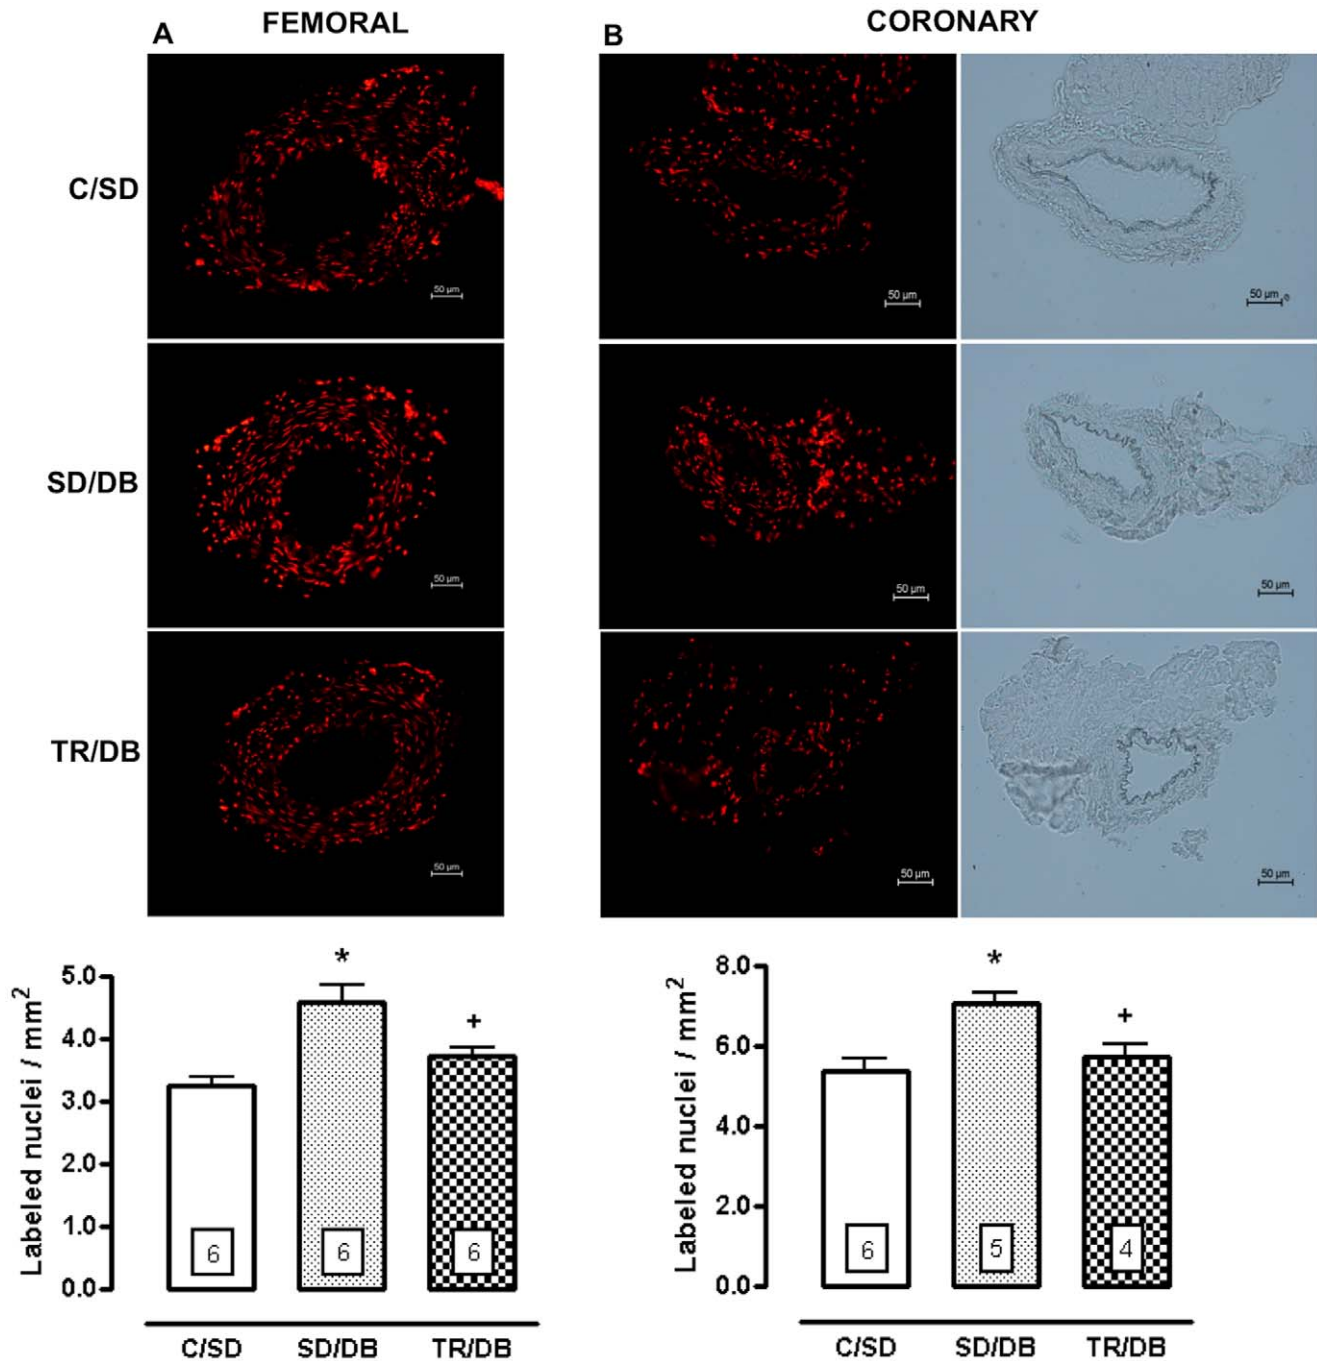 A FEMORAL
B CORONARY
C/SD
50 µm
50 µm
50 µm
SD/DB
50 µm
50 µm
50 µm
TR/DB
50 µm
50 µm
50 µm
Labeled nuclei / mm²
5.0
4.0
3.0
2.0
1.0
0.0
*
+
6
6
6
C/SD SD/DB TR/DB
Labeled nuclei / mm²
8.0
6.0
4.0
2.0
0.0
*
+
6
5
4
C/SD SD/DB TR/DB